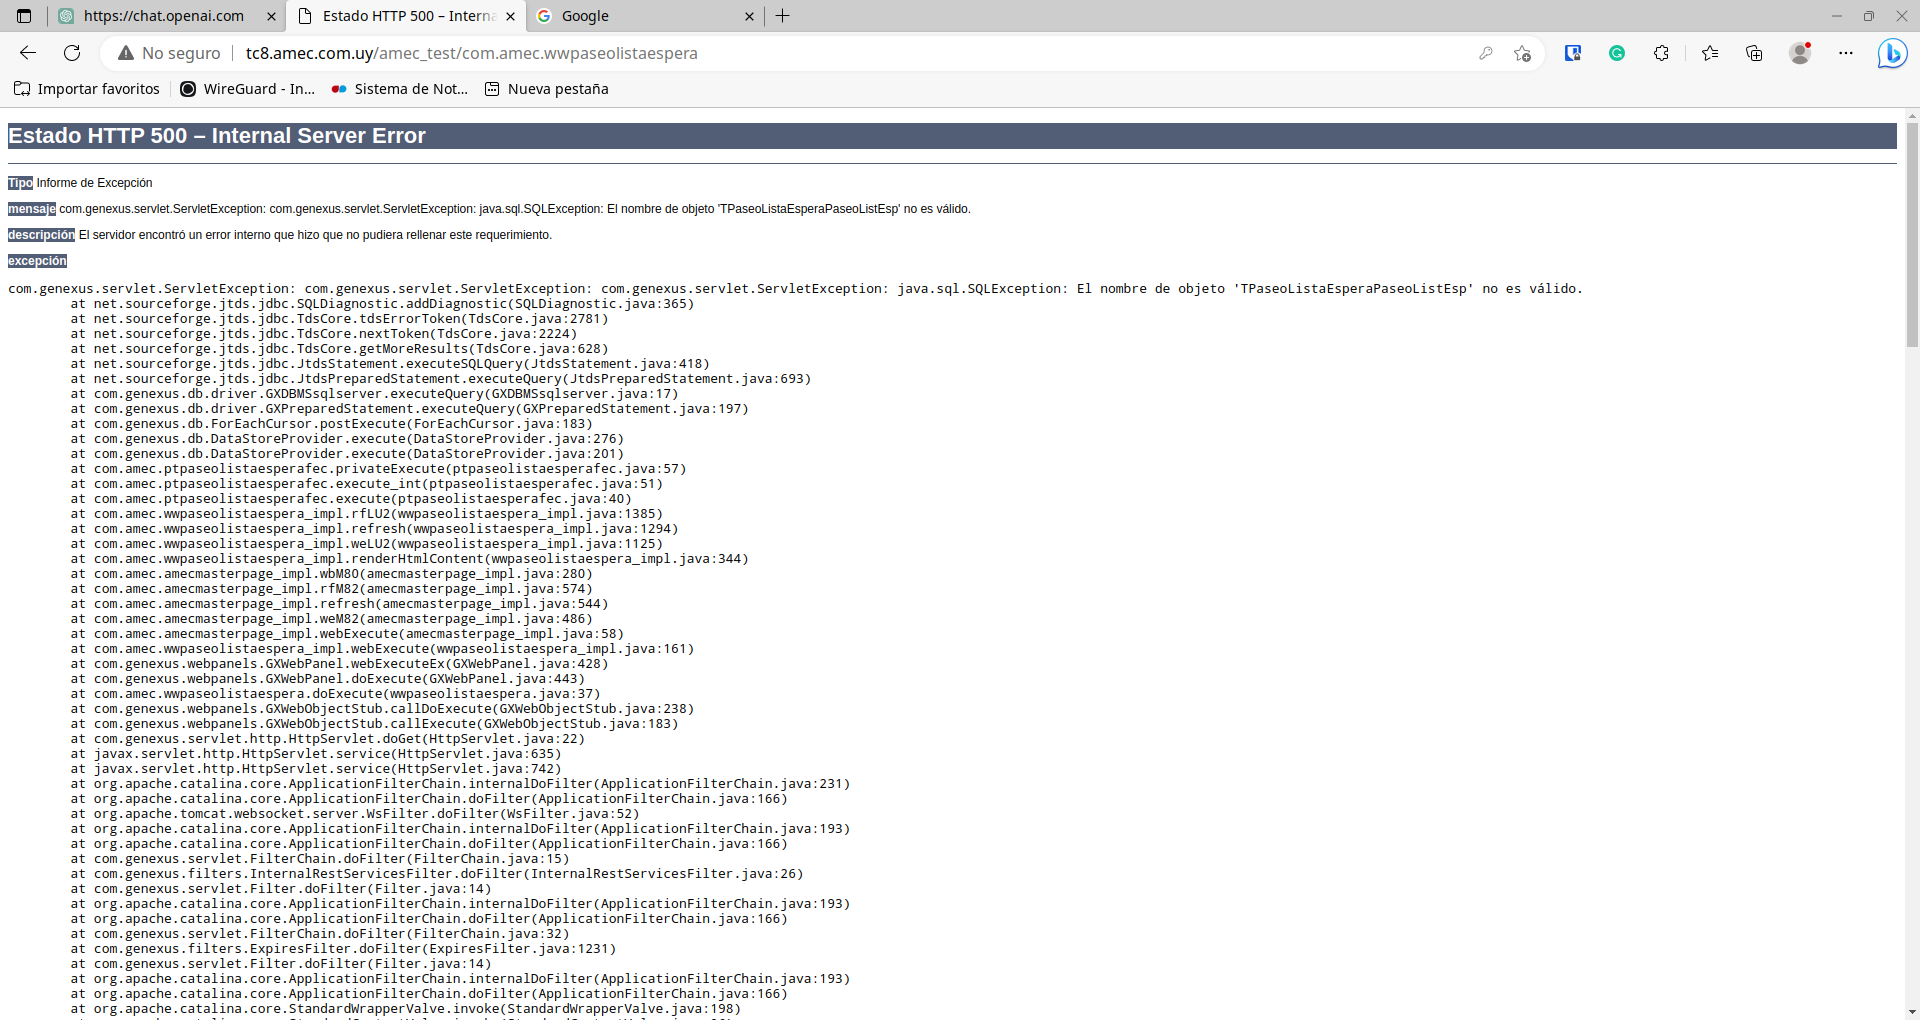 https://chat.openai.com
Estado HTTP 500 – Interna
Google
No seguro
tc8.amec.com.uy/amec_test/com.amec.wwpaseolistaespera
Importar favoritos
WireGuard - In...
Sistema de Not...
Nueva pestaña
Estado HTTP 500 – Internal Server Error
Tipo Informe de Excepción
mensaje com.genexus.servlet.ServletException: com.genexus.servlet.ServletException: java.sql.SQLException: El nombre de objeto 'TPaseoListaEsperaPaseoListEsp' no es válido.
descripción El servidor encontró un error interno que hizo que no pudiera rellenar este requerimiento.
excepción
com.genexus.servlet.ServletException: com.genexus.servlet.ServletException: com.genexus.servlet.ServletException: java.sql.SQLException: El nombre de objeto 'TPaseoListaEsperaPaseoListEsp' no es válido.
at net.sourceforge.jtds.jdbc.SQLDiagnostic.addDiagnostic(SQLDiagnostic.java:365)
at net.sourceforge.jtds.jdbc.TdsCore.tdsErrorToken(TdsCore.java:2781)
at net.sourceforge.jtds.jdbc.TdsCore.nextToken(TdsCore.java:2224)
at net.sourceforge.jtds.jdbc.TdsCore.getMoreResults(TdsCore.java:628)
at net.sourceforge.jtds.jdbc.JtdsStatement.executeSQLQuery(JtdsStatement.java:418)
at net.sourceforge.jtds.jdbc.JtdsPreparedStatement.executeQuery(JtdsPreparedStatement.java:693)
at com.genexus.db.driver.GXDBMSsqlserver.executeQuery(GXDBMSsqlserver.java:17)
at com.genexus.db.driver.GXPreparedStatement.executeQuery(GXPreparedStatement.java:197)
at com.genexus.db.ForEachCursor.postExecute(ForEachCursor.java:183)
at com.genexus.db.DataStoreProvider.execute(DataStoreProvider.java:276)
at com.genexus.db.DataStoreProvider.execute(DataStoreProvider.java:201)
at com.amec.ptpaseolistaesperafec.privateExecute(ptpaseolistaesperafec.java:57)
at com.amec.ptpaseolistaesperafec.execute_int(ptpaseolistaesperafec.java:51)
at com.amec.ptpaseolistaesperafec.execute(ptpaseolistaesperafec.java:40)
at com.amec.wwpaseolistaespera_impl.rfLU2(wwpaseolistaespera_impl.java:1385)
at com.amec.wwpaseolistaespera_impl.refresh(wwpaseolistaespera_impl.java:1294)
at com.amec.wwpaseolistaespera_impl.weLU2(wwpaseolistaespera_impl.java:1125)
at com.amec.wwpaseolistaespera_impl.renderHtmlContent(wwpaseolistaespera_impl.java:344)
at com.amec.amecmasterpage_impl.wbM80(amecmasterpage_impl.java:280)
at com.amec.amecmasterpage_impl.rfM82(amecmasterpage_impl.java:574)
at com.amec.amecmasterpage_impl.refresh(amecmasterpage_impl.java:544)
at com.amec.amecmasterpage_impl.weM82(amecmasterpage_impl.java:486)
at com.amec.amecmasterpage_impl.webExecute(amecmasterpage_impl.java:58)
at com.amec.wwpaseolistaespera_impl.webExecute(wwpaseolistaespera_impl.java:161)
at com.genexus.webpanels.GXWebPanel.webExecuteEx(GXWebPanel.java:428)
at com.genexus.webpanels.GXWebPanel.doExecute(GXWebPanel.java:443)
at com.amec.wwpaseolistaespera.doExecute(wwpaseolistaespera.java:37)
at com.genexus.webpanels.GXWebObjectStub.callDoExecute(GXWebObjectStub.java:238)
at com.genexus.webpanels.GXWebObjectStub.callExecute(GXWebObjectStub.java:183)
at com.genexus.servlet.http.HttpServlet.doGet(HttpServlet.java:22)
at javax.servlet.http.HttpServlet.service(HttpServlet.java:635)
at javax.servlet.http.HttpServlet.service(HttpServlet.java:742)
at org.apache.catalina.core.ApplicationFilterChain.internalDoFilter(ApplicationFilterChain.java:231)
at org.apache.catalina.core.ApplicationFilterChain.doFilter(ApplicationFilterChain.java:166)
at org.apache.tomcat.websocket.server.WsFilter.doFilter(WsFilter.java:52)
at org.apache.catalina.core.ApplicationFilterChain.internalDoFilter(ApplicationFilterChain.java:193)
at org.apache.catalina.core.ApplicationFilterChain.doFilter(ApplicationFilterChain.java:166)
at com.genexus.servlet.FilterChain.doFilter(FilterChain.java:15)
at com.genexus.filters.InternalRestServicesFilter.doFilter(InternalRestServicesFilter.java:26)
at com.genexus.servlet.Filter.doFilter(Filter.java:14)
at org.apache.catalina.core.ApplicationFilterChain.internalDoFilter(ApplicationFilterChain.java:193)
at org.apache.catalina.core.ApplicationFilterChain.doFilter(ApplicationFilterChain.java:166)
at com.genexus.servlet.FilterChain.doFilter(FilterChain.java:32)
at com.genexus.filters.ExpiresFilter.doFilter(ExpiresFilter.java:1231)
at com.genexus.servlet.Filter.doFilter(Filter.java:14)
at org.apache.catalina.core.ApplicationFilterChain.internalDoFilter(ApplicationFilterChain.java:193)
at org.apache.catalina.core.ApplicationFilterChain.doFilter(ApplicationFilterChain.java:166)
at org.apache.catalina.core.StandardWrapperValve.invoke(StandardWrapperValve.java:198)